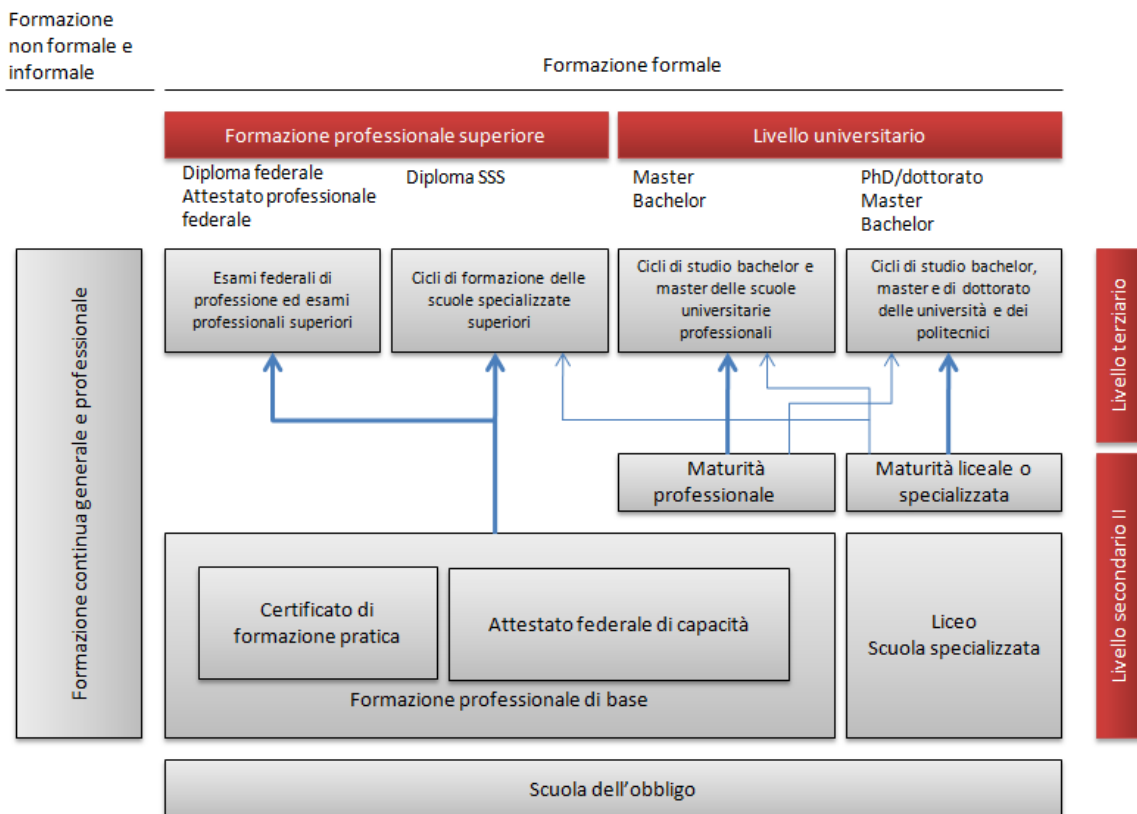 Formazione
non formale e
informale
Formazione formale
Formazione professionale superiore
Livello universitario
Diploma federale
Attestato professionale
federale
Diploma SSS
Master
Bachelor
PhD/dottorato
Master
Bachelor
Esami federali di
professione ed esami
professionali superiori
Cicli di formazione delle
scuole specializzate
superiori
Cicli di studio bachelor e
master delle scuole
universitarie
professionali
Cicli di studio bachelor,
master e di dottorato
delle università e dei
politecnici
Livello terziario
Formazione continua generale e professionale
Maturità
professionale
Maturità liceale o
specializzata
Livello secondario II
Certificato di
formazione pratica
Attestato federale di capacità
Formazione professionale di base
Liceo
Scuola specializzata
Scuola dell'obbligo